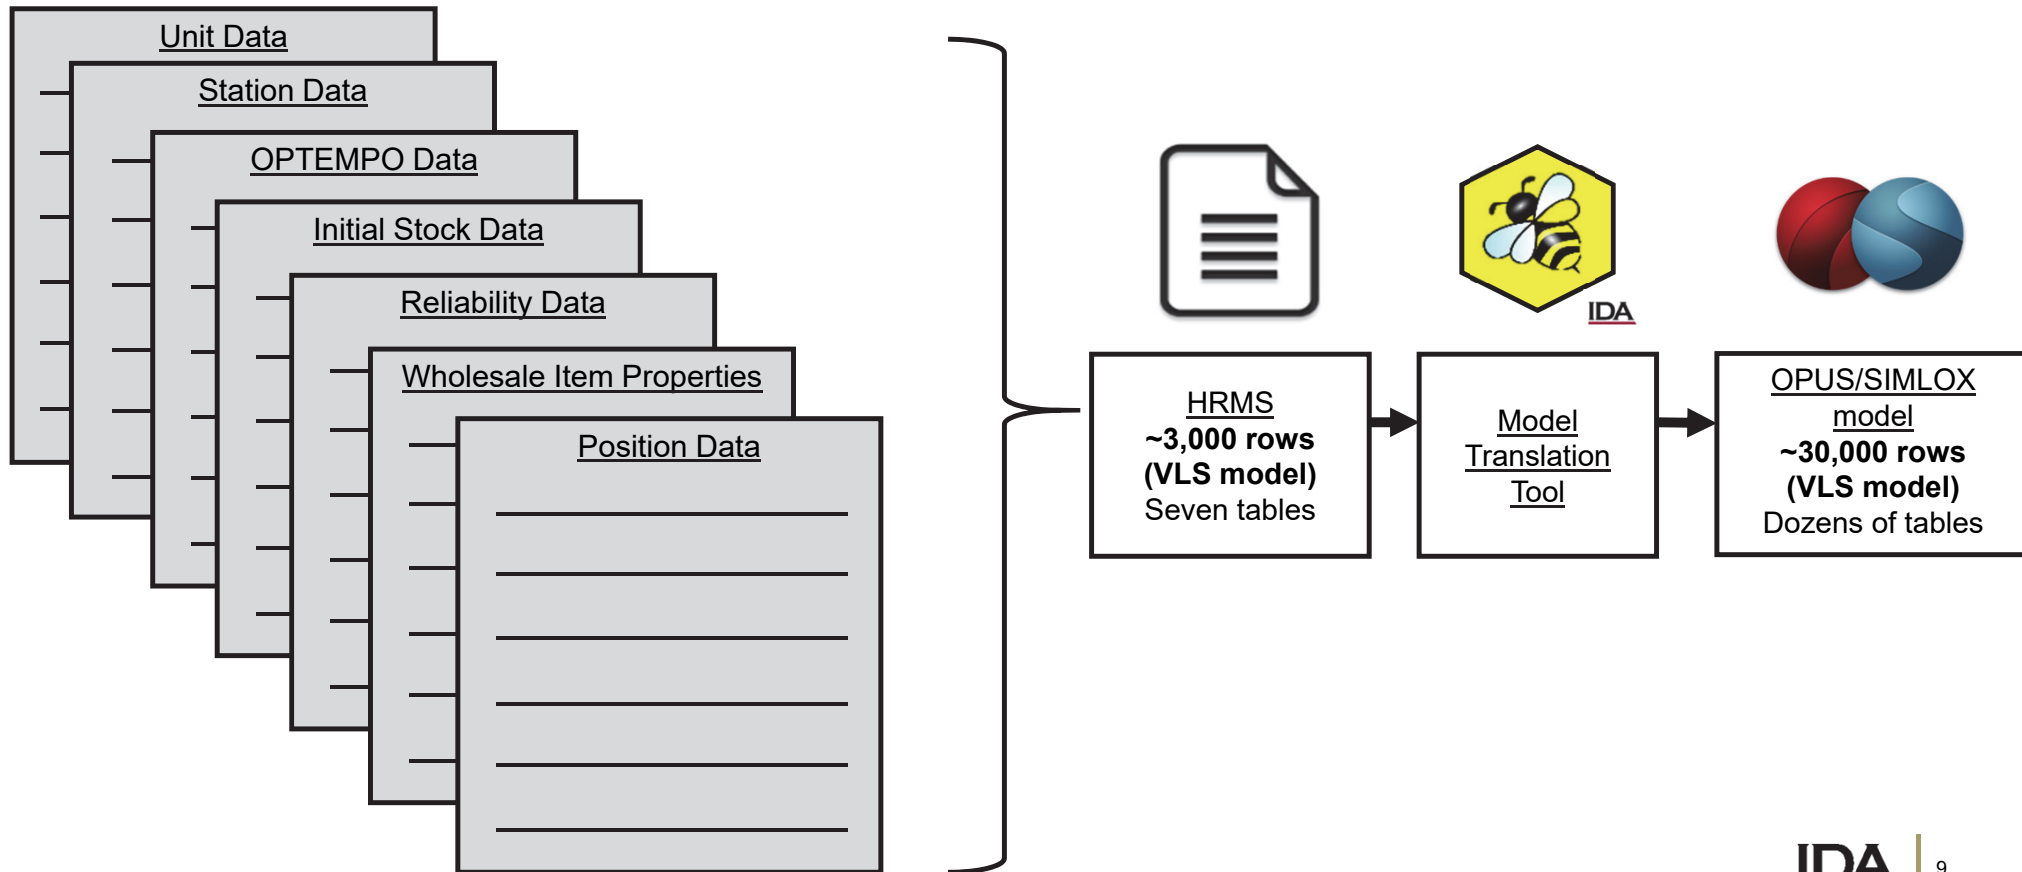 Unit Data
Station Data
OPTEMPO Data
Initial Stock Data
Reliability Data
Wholesale Item Properties
Position Data
IDA
HRMS
~3,000 rows
(VLS model)
Seven tables
Model
Translation
Tool
OPUS/SIMLOX
model
~30,000 rows
(VLS model)
Dozens of tables
IDA
9